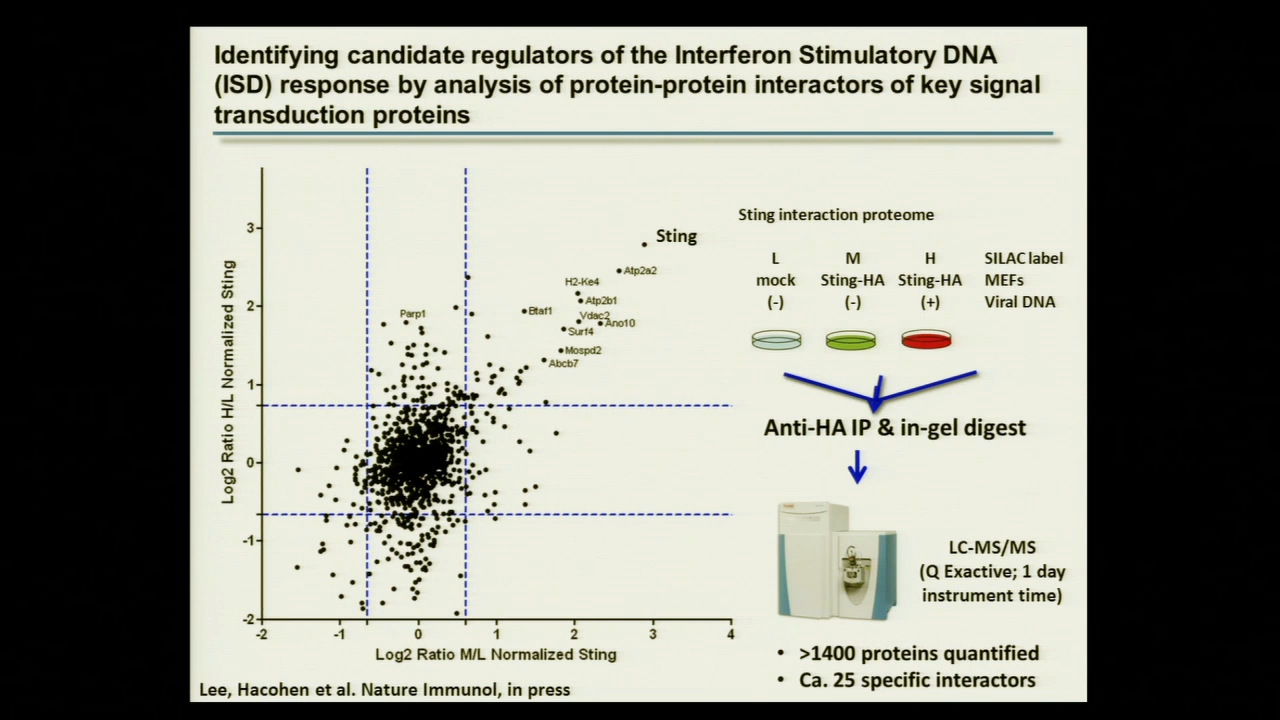 Identifying candidate regulators of the Interferon Stimulatory DNA
(ISD) response by analysis of protein-protein interactors of key signal
transduction proteins
Log2 Ratio H/L Normalized Sting
3
2
1
0
-1
-2
-2
-1
0
1
2
3
4
Log2 Ratio M/L Normalized Sting
Sting
Atp2a2
H2-Ke4
Atp2b1
Btaf1
Vdac2
Ano10
Surf4
Parp1
Mospd2
Abcb7
Sting interaction proteome
L M H SILAC label
mock Sting-HA Sting-HA MEFs
(-) (-) (+) Viral DNA
Anti-HA IP & in-gel digest
LC-MS/MS
(Q Exactive; 1 day
instrument time)
• >1400 proteins quantified
• Ca. 25 specific interactors
Lee, Hacohen et al. Nature Immunol, in press